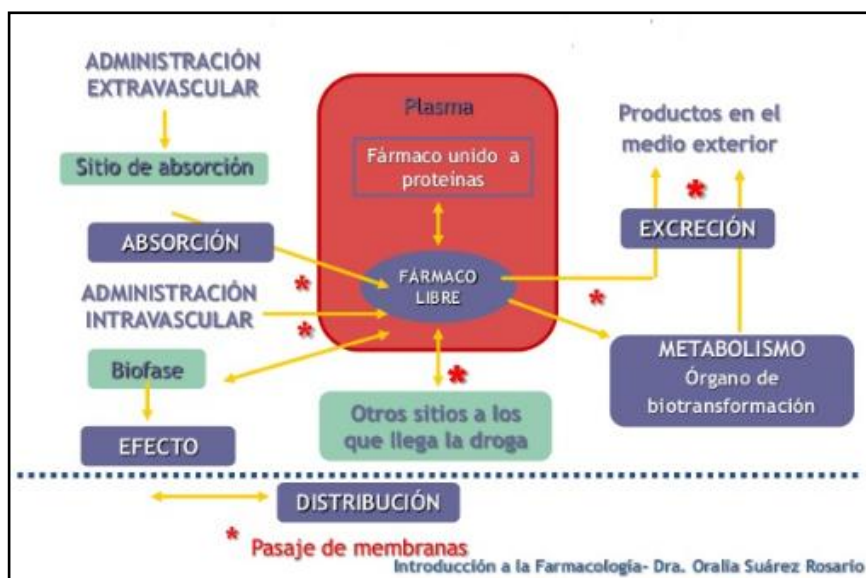 ADMINISTRACIÓN
EXTRAVASCULAR
Sitio de absorción
ABSORCIÓN
ADMINISTRACIÓN
INTRAVASCULAR
Biofase
EFECTO
Plasma
Fármaco unido a
proteínas
FÁRMACO
LIBRE
Otros sitios a los
que llega la droga
Productos en el
medio exterior
EXCRECIÓN
METABOLISMO
Órgano de
biotransformación
DISTRIBUCIÓN
* Pasaje de membranas
Introducción a la Farmacología- Dra. Oralia Suárez Rosario